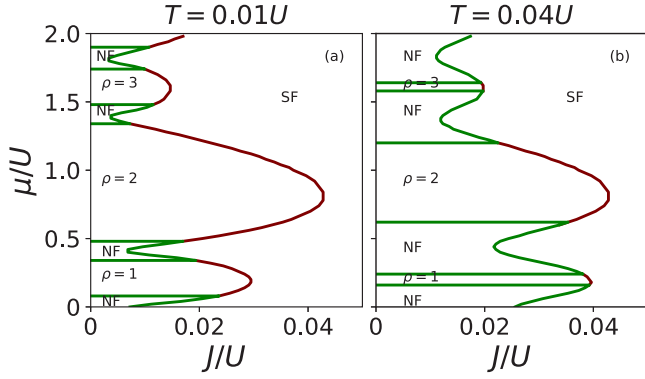 T = 0.01U
T = 0.04U
2.0
1.5
1.0
0.5
0
μ/U
NF
(a)
ρ = 3
NF
SF
ρ = 2
NF
ρ = 1
NF
0
0.02
0.04
J/U
NF
(b)
ρ = 3
NF
SF
ρ = 2
NF
ρ = 1
NF
0
0.02
0.04
J/U